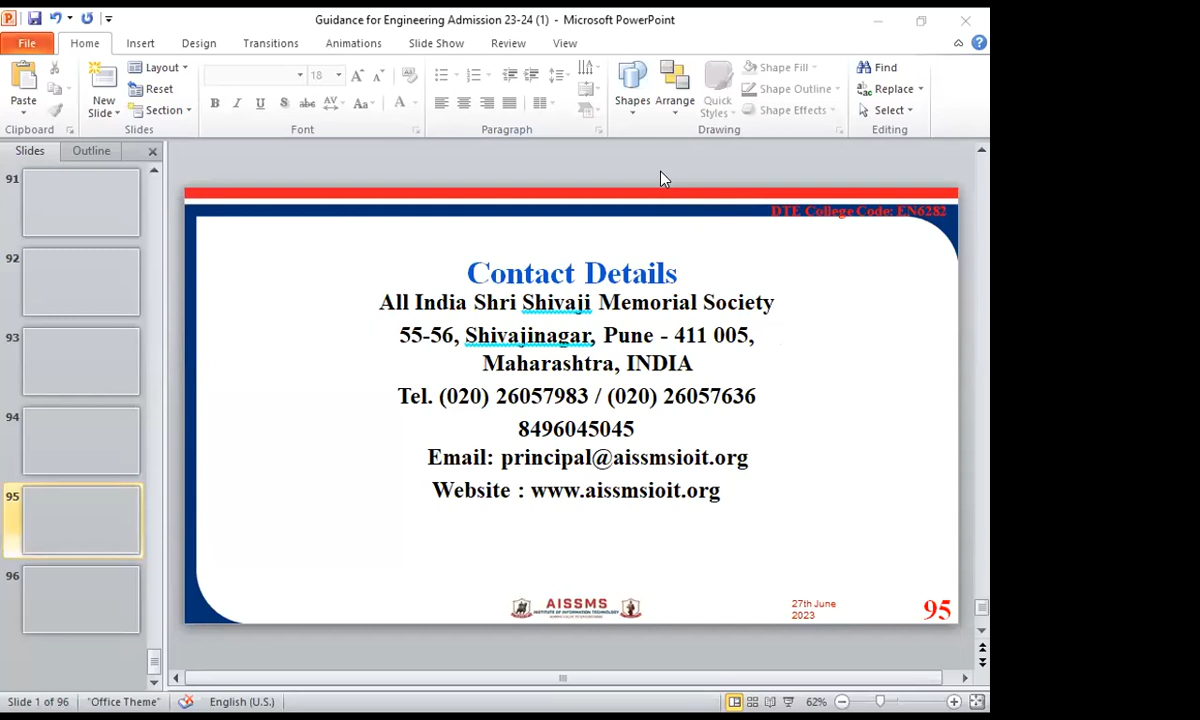 Guidance for Engineering Admission 23-24 (1) - Microsoft PowerPoint
File Home Insert Design Transitions Animations Slide Show Review View
Paste
New Slide
Layout
Reset
Section
18
B I U S abc AV Aa A
Shapes
Arrange
Quick Styles
Shape Fill
Shape Outline
Shape Effects
Find
Replace
Select
Clipboard Slides Font Paragraph Drawing Editing
Slides Outline
91
92
93
94
95
96
DTE College Code: EN6282
Contact Details
All India Shri Shivaji Memorial Society
55-56, Shivajinagar, Pune - 411 005,
Maharashtra, INDIA
Tel. (020) 26057983 / (020) 26057636
8496045045
Email: principal@aissmsioit.org
Website : www.aissmsioit.org
AISSMS
INSTITUTE OF INFORMATION TECHNOLOGY
27th June
2023
95
Slide 1 of 96 "Office Theme" English (U.S.) 62%